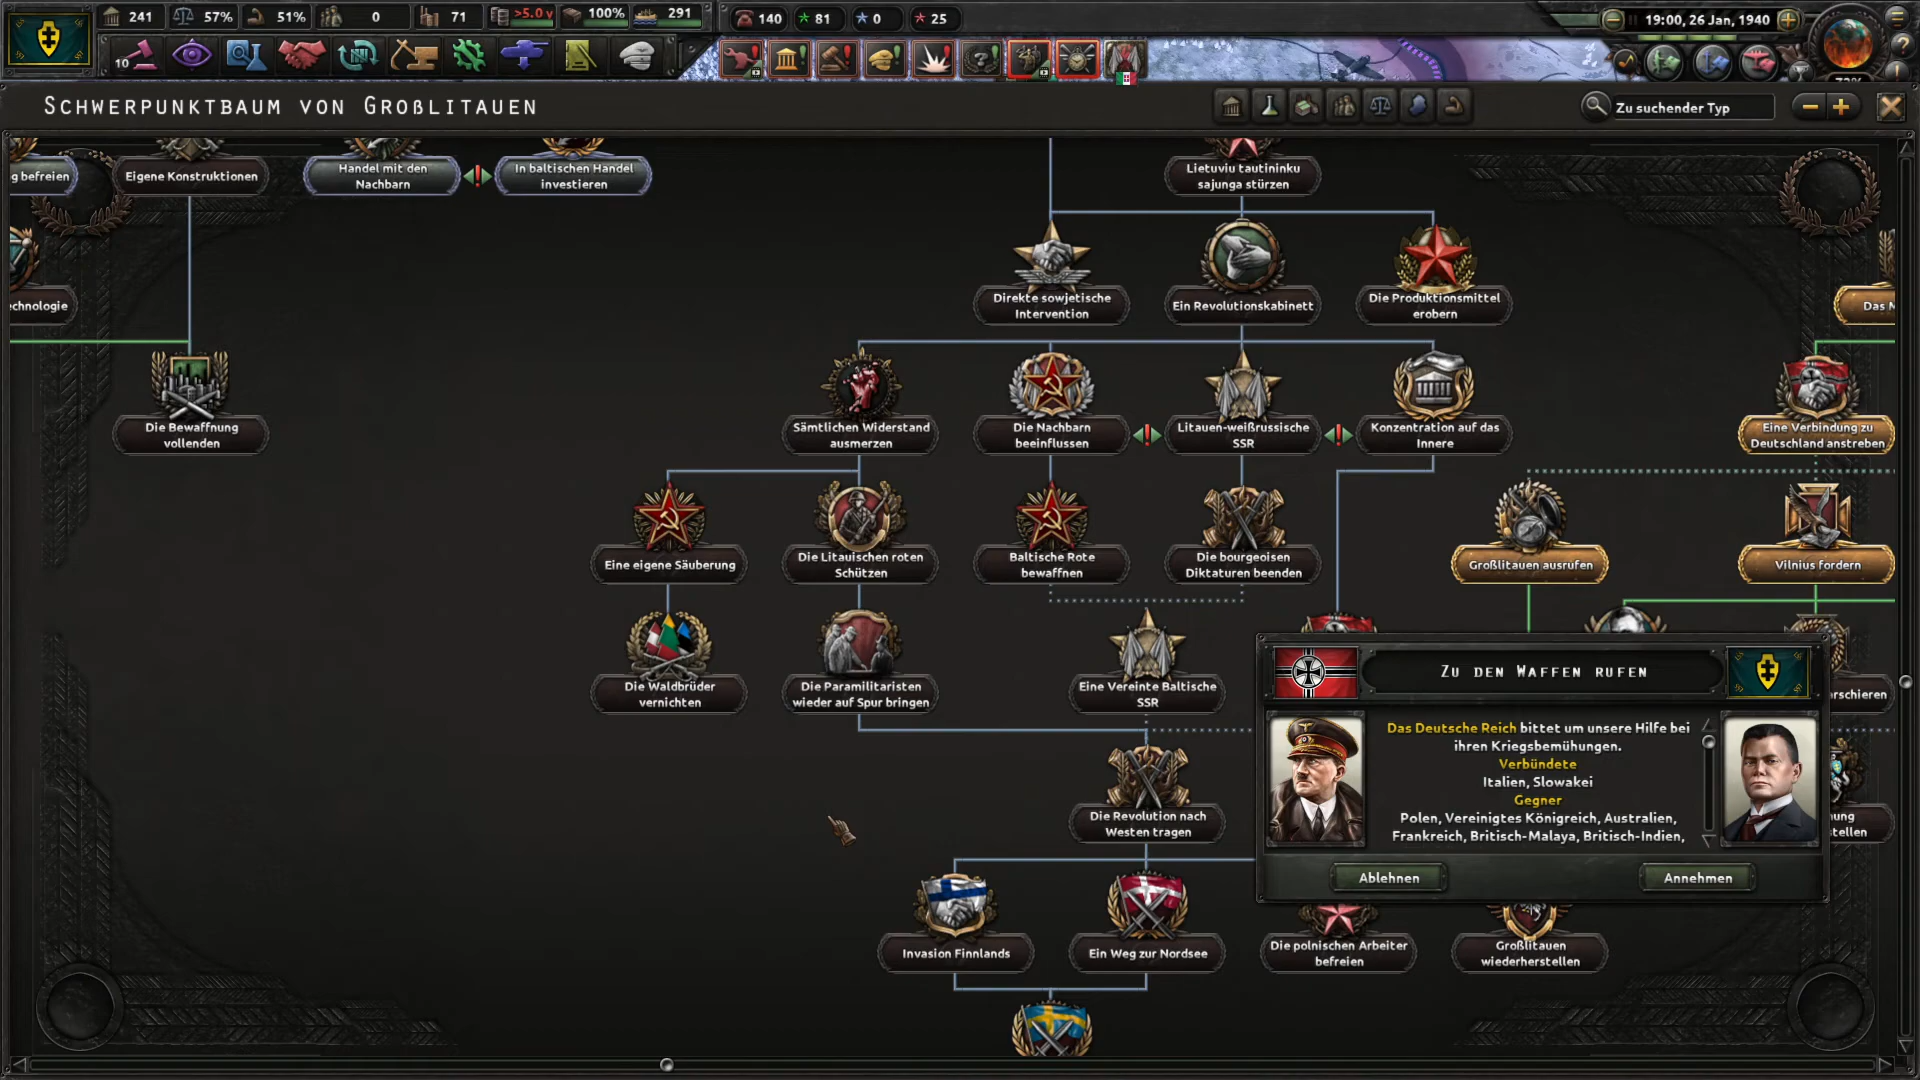 241
57%
51%
0
71
>5.0 v
100%
291
140
81
0
25
19:00, 26 Jan, 1940
10
Schwerpunktbaum von Großlitauen
Zu suchender Typ
g befreien
Eigene Konstruktionen
Handel mit den
Nachbarn
In baltischen Handel
investieren
Lietuviu tautininku
sajunga stürzen
echnologie
Direkte sowjetische
Intervention
Ein Revolutionskabinett
Die Produktionsmittel
erobern
Die Bewaffnung
vollenden
Sämtlichen Widerstand
ausmerzen
Die Nachbarn
beeinflussen
Litauen-weißrussische
SSR
Konzentration auf das
Innere
Eine Verbindung zu
Deutschland anstreben
Eine eigene Säuberung
Die Litauischen roten
Schützen
Baltische Rote
bewaffnen
Die bourgeoisen
Diktaturen beenden
Großlitauen ausrufen
Vilnius fordern
Die Waldbrüder
vernichten
Die Paramilitaristen
wieder auf Spur bringen
Eine Vereinte Baltische
SSR
Die Revolution nach
Westen tragen
Invasion Finnlands
Ein Weg zur Nordsee
Die polnischen Arbeiter
befreien
Großlitauen
wiederherstellen
Zu den Waffen rufen
Das Deutsche Reich bittet um unsere Hilfe bei
ihren Kriegsbemühungen.
Verbündete
Italien, Slowakei
Gegner
Polen, Vereinigtes Königreich, Australien,
Frankreich, Britisch-Malaya, Britisch-Indien,
Ablehnen
Annehmen